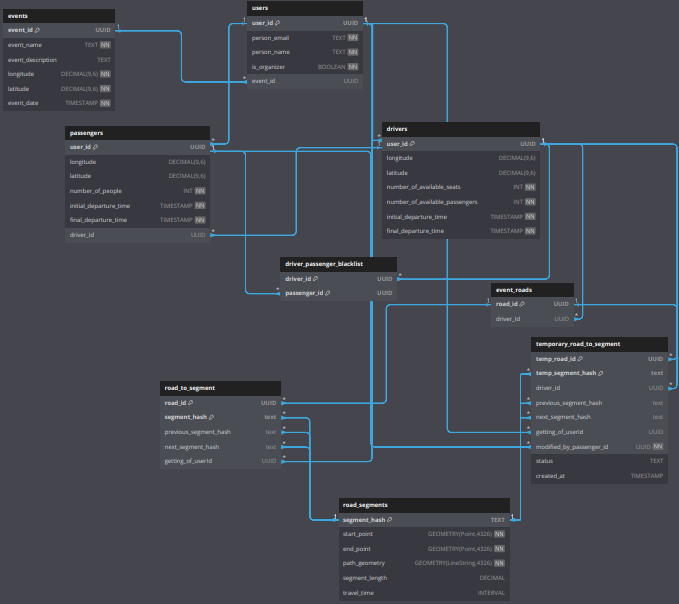 events
event_id UUID
event_name TEXT NN
event_description TEXT
longitude DECIMAL(9,6) NN
latitude DECIMAL(9,6) NN
event_date TIMESTAMP NN
users
user_id UUID
person_email TEXT NN
person_name TEXT NN
is_organizer BOOLEAN NN
event_id UUID
passengers
user_id UUID
longitude DECIMAL(9,6)
latitude DECIMAL(9,6)
number_of_people INT NN
initial_departure_time TIMESTAMP NN
final_departure_time TIMESTAMP NN
driver_id UUID
drivers
user_id UUID
longitude DECIMAL(9,6)
latitude DECIMAL(9,6)
number_of_available_seats INT NN
number_of_available_passengers INT NN
initial_departure_time TIMESTAMP NN
final_departure_time TIMESTAMP NN
driver_passenger_blacklist
driver_id UUID
passenger_id UUID
event_roads
road_id UUID
driver_id UUID
temporary_road_to_segment
temp_road_id UUID
temp_segment_hash text
driver_id UUID
previous_segment_hash text
next_segment_hash text
getting_of_userId UUID
modified_by_passenger_id UUID NN
status TEXT
created_at TIMESTAMP
road_to_segment
road_id UUID
segment_hash text
previous_segment_hash text
next_segment_hash text
getting_of_userId UUID
road_segments
segment_hash TEXT
start_point GEOMETRY(Point,4326) NN
end_point GEOMETRY(Point,4326) NN
path_geometry GEOMETRY(LineString,4326) NN
segment_length DECIMAL
travel_time INTERVAL